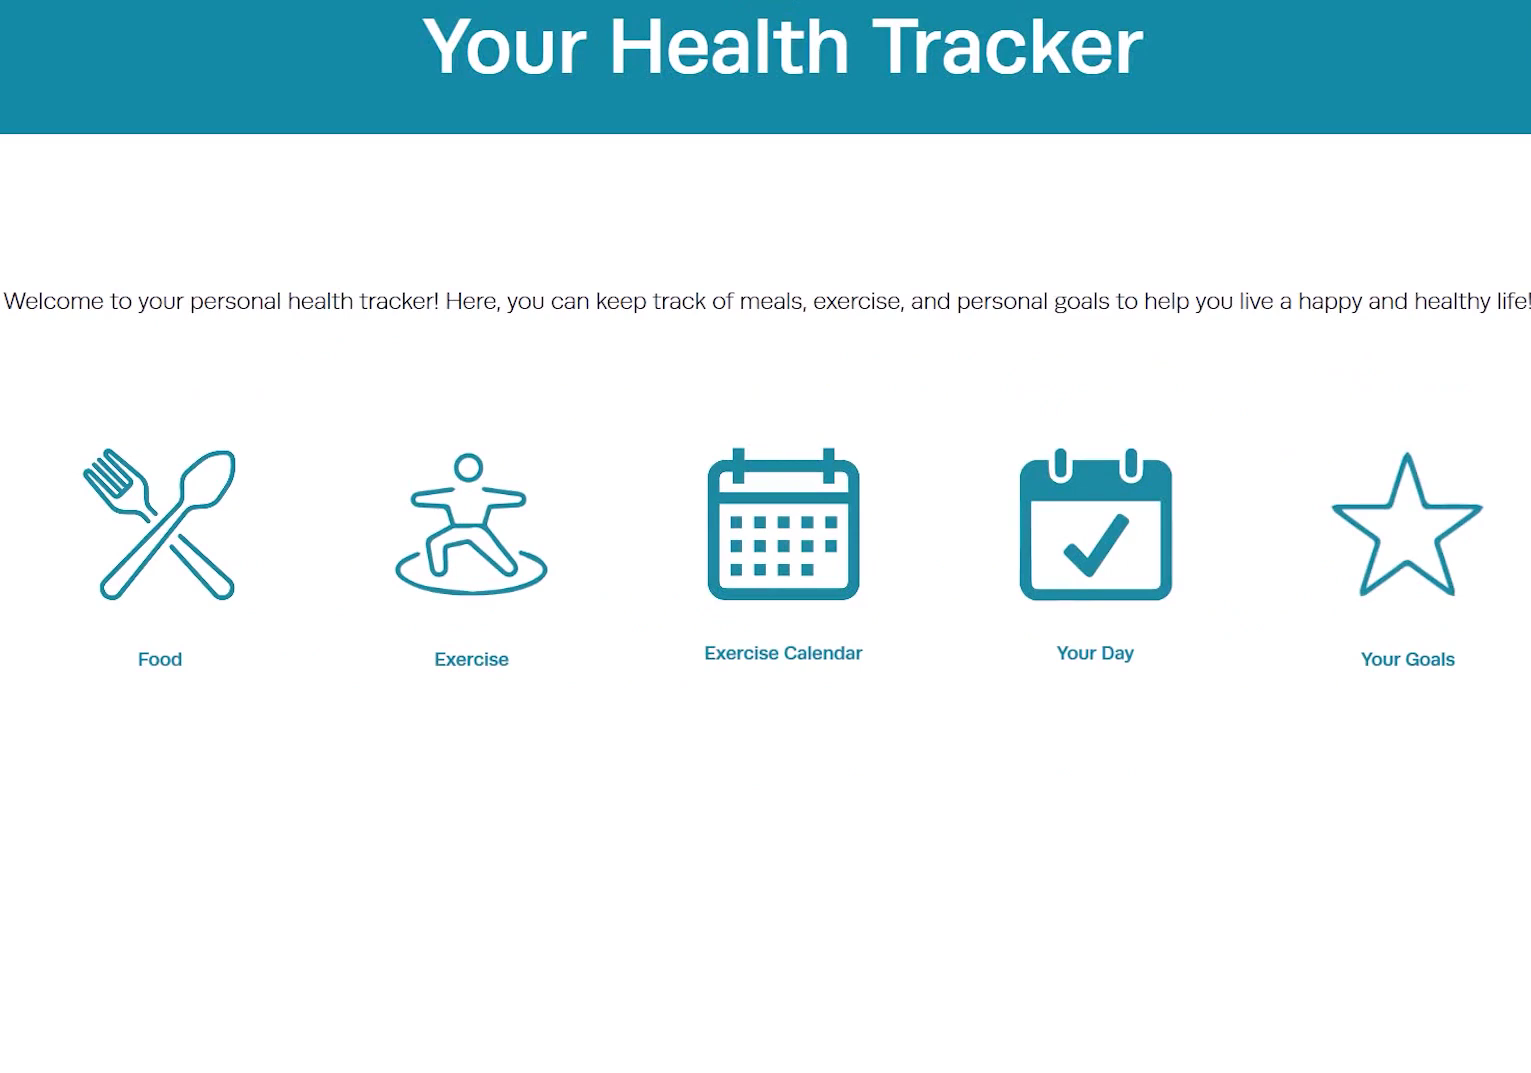 Your Health Tracker
Welcome to your personal health tracker! Here, you can keep track of meals, exercise, and personal goals to help you live a happy and healthy life!
Food
Exercise
Exercise Calendar
Your Day
Your Goals